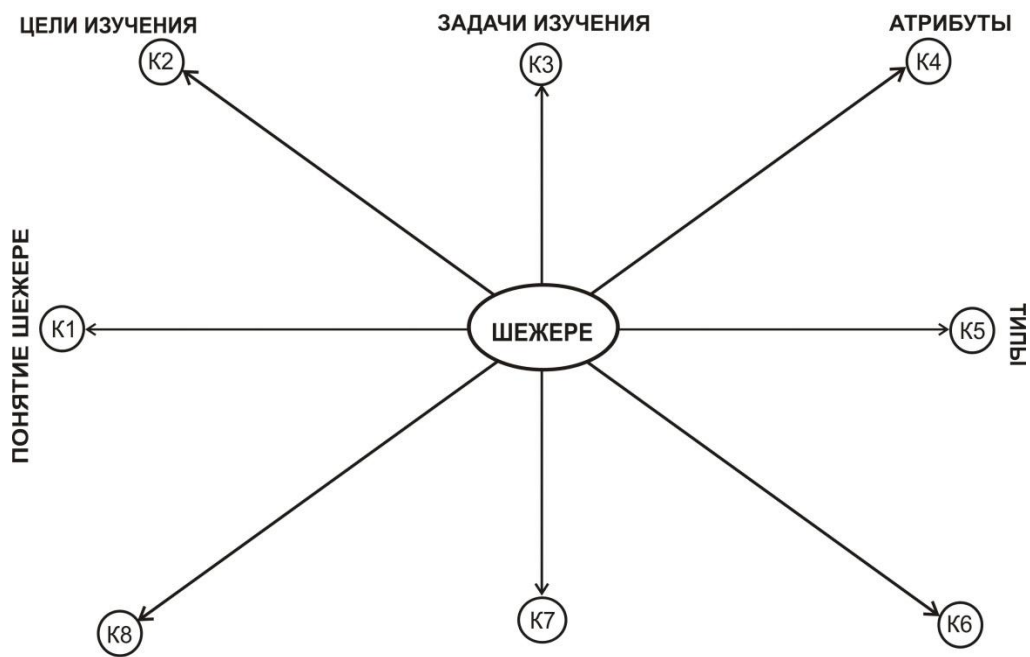 ЦЕЛИ ИЗУЧЕНИЯ
ЗАДАЧИ ИЗУЧЕНИЯ
АТРИБУТЫ
К2
К3
К4
ПОНЯТИЕ ШЕЖЕРЕ
К1
ШЕЖЕРЕ
К5
ТИПЫ
К8
К7
К6